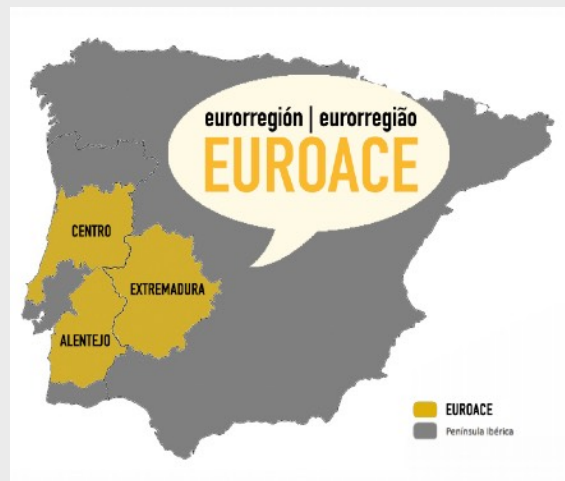 eurorregión | eurorregião
EUROACE
CENTRO
EXTREMADURA
ALENTEJO
EUROACE
Península Ibérica